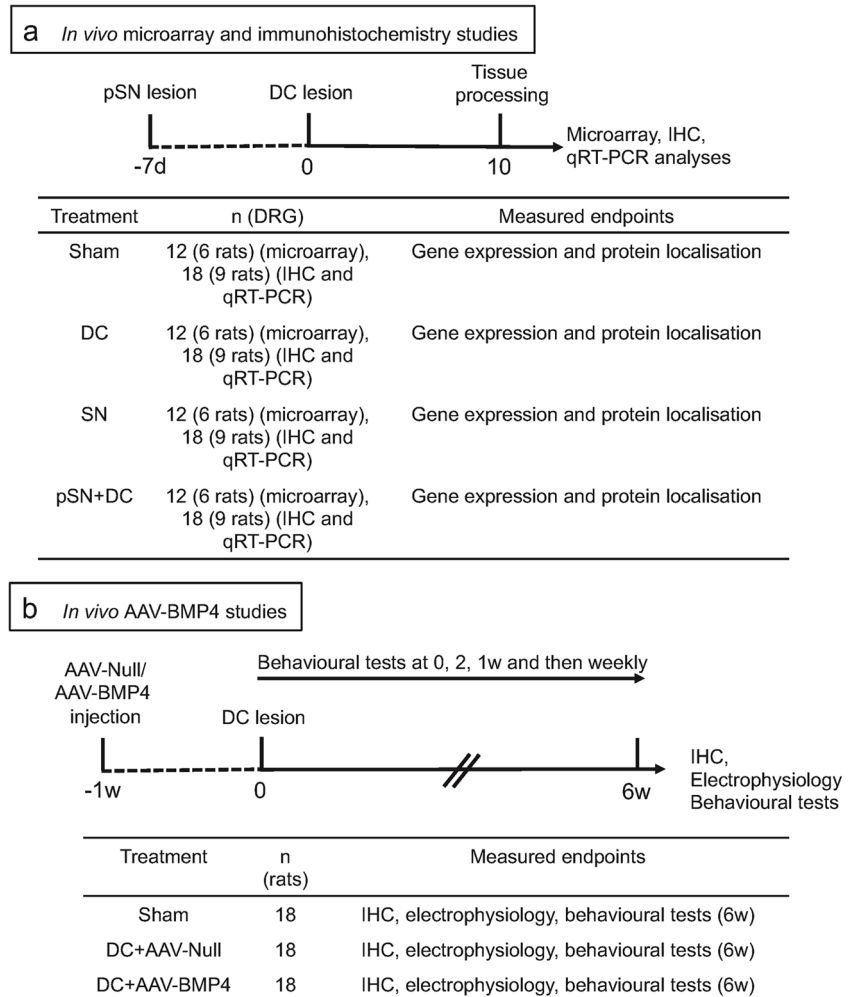 a In vivo microarray and immunohistochemistry studies
pSN lesion DC lesion Tissue
processing
-7d 0 10
Microarray, IHC,
qRT-PCR analyses
Treatment n (DRG) Measured endpoints
Sham 12 (6 rats) (microarray), Gene expression and protein localisation
18 (9 rats) (IHC and
qRT-PCR)
DC 12 (6 rats) (microarray), Gene expression and protein localisation
18 (9 rats) (IHC and
qRT-PCR)
SN 12 (6 rats) (microarray), Gene expression and protein localisation
18 (9 rats) (IHC and
qRT-PCR)
pSN+DC 12 (6 rats) (microarray), Gene expression and protein localisation
18 (9 rats) (IHC and
qRT-PCR)
b In vivo AAV-BMP4 studies
Behavioural tests at 0, 2, 1w and then weekly
AAV-Null/
AAV-BMP4
injection DC lesion
-1w 0 6w
IHC,
Electrophysiology
Behavioural tests
Treatment n Measured endpoints
(rats)
Sham 18 IHC, electrophysiology, behavioural tests (6w)
DC+AAV-Null 18 IHC, electrophysiology, behavioural tests (6w)
DC+AAV-BMP4 18 IHC, electrophysiology, behavioural tests (6w)